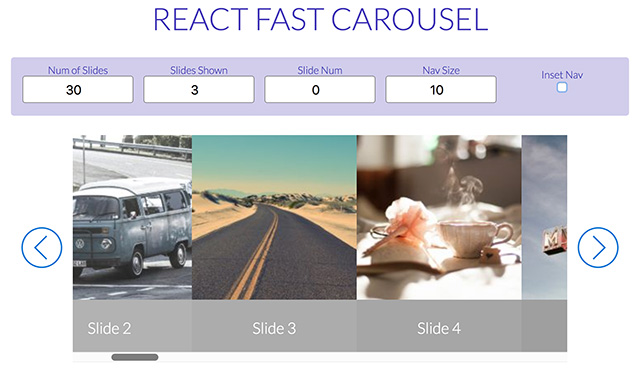 REACT FAST CAROUSEL
Num of Slides
Slides Shown
Slide Num
Nav Size
Inset Nav
30
3
0
10
Slide 2
Slide 3
Slide 4